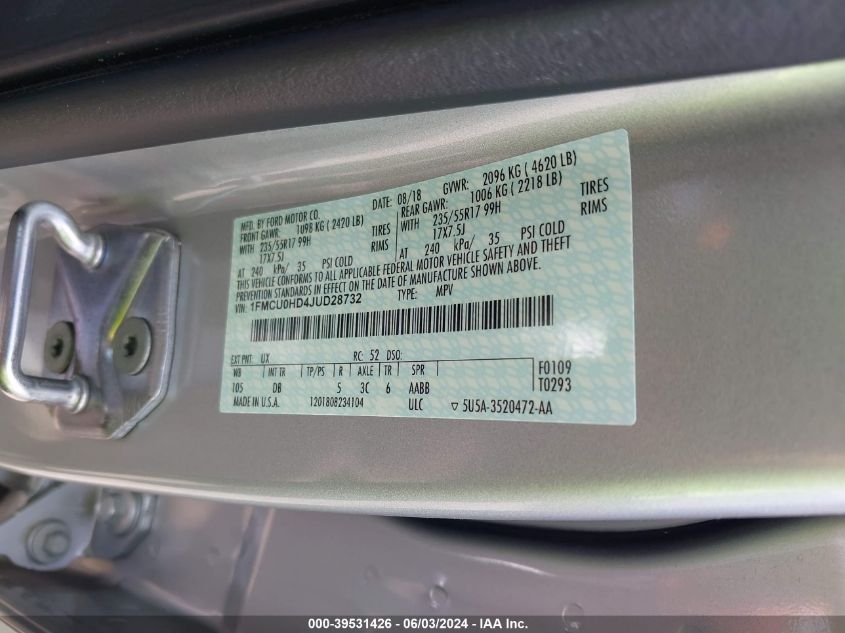 MFD. BY FORD MOTOR CO.
DATE: 08/18 GVWR: 2096 KG ( 4620 LB)
FRONT GAWR: 1098 KG ( 2420 LB)
REAR GAWR: 1006 KG ( 2218 LB)
WITH 235/55R17 99H TIRES
WITH 235/55R17 99H TIRES
17X7.5J RIMS
17X7.5J RIMS
AT 240 kPa/ 35 PSI COLD
AT 240 kPa/ 35 PSI COLD
THIS VEHICLE CONFORMS TO ALL APPLICABLE FEDERAL MOTOR VEHICLE SAFETY AND THEFT
PREVENTION STANDARDS IN EFFECT ON THE DATE OF MANUFACTURE SHOWN ABOVE.
VIN: 1FMCU0HD4JUD28732 TYPE: MPV
EXT PNT: UX RC: 52 DSO:
WB INT TR TP/PS R AXLE TR SPR F0109
105 DB 5 3C 6 AABB T0293
MADE IN U.S.A. 1201808234104 ULC ▽ 5U5A-3520472-AA
000-39531426 - 06/03/2024 - IAA Inc.